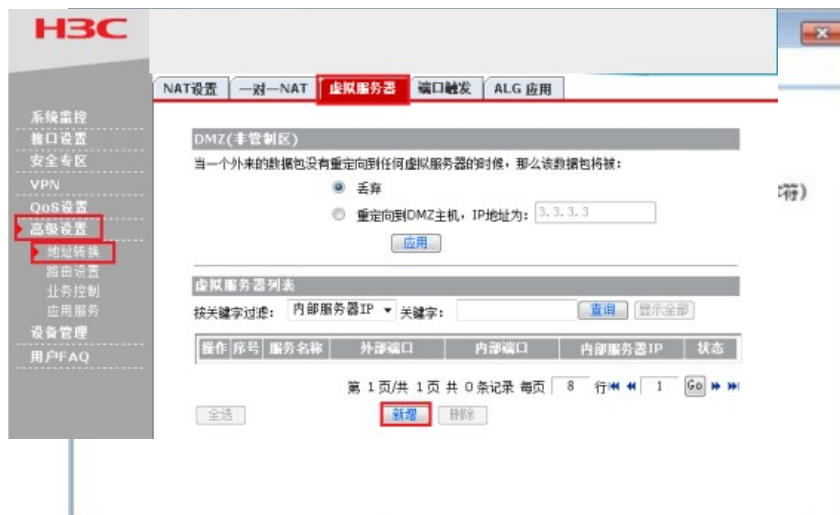 H3C
NAT设置 一对一NAT 虚拟服务器 端口触发 ALG 应用
系统监控
接口设置
安全专区
VPN
QoS设置
高级设置
地址转换
路由设置
业务控制
应用服务
设备管理
用户FAQ
DMZ(非管制区)
当一个外来的数据包没有重定向到任何虚拟服务器的时候，那么该数据包将被：
丢弃
重定向到DMZ主机，IP地址为： 3.3.3.3
应用
虚拟服务器列表
按关键字过滤： 内部服务器IP 关键字： 查询 显示全部
操作 序号 服务名称 外部端口 内部端口 内部服务器IP 状态
第 1 页/共 1 页 共 0 条记录 每页 8 行 1 Go
全选 新增 删除
符)